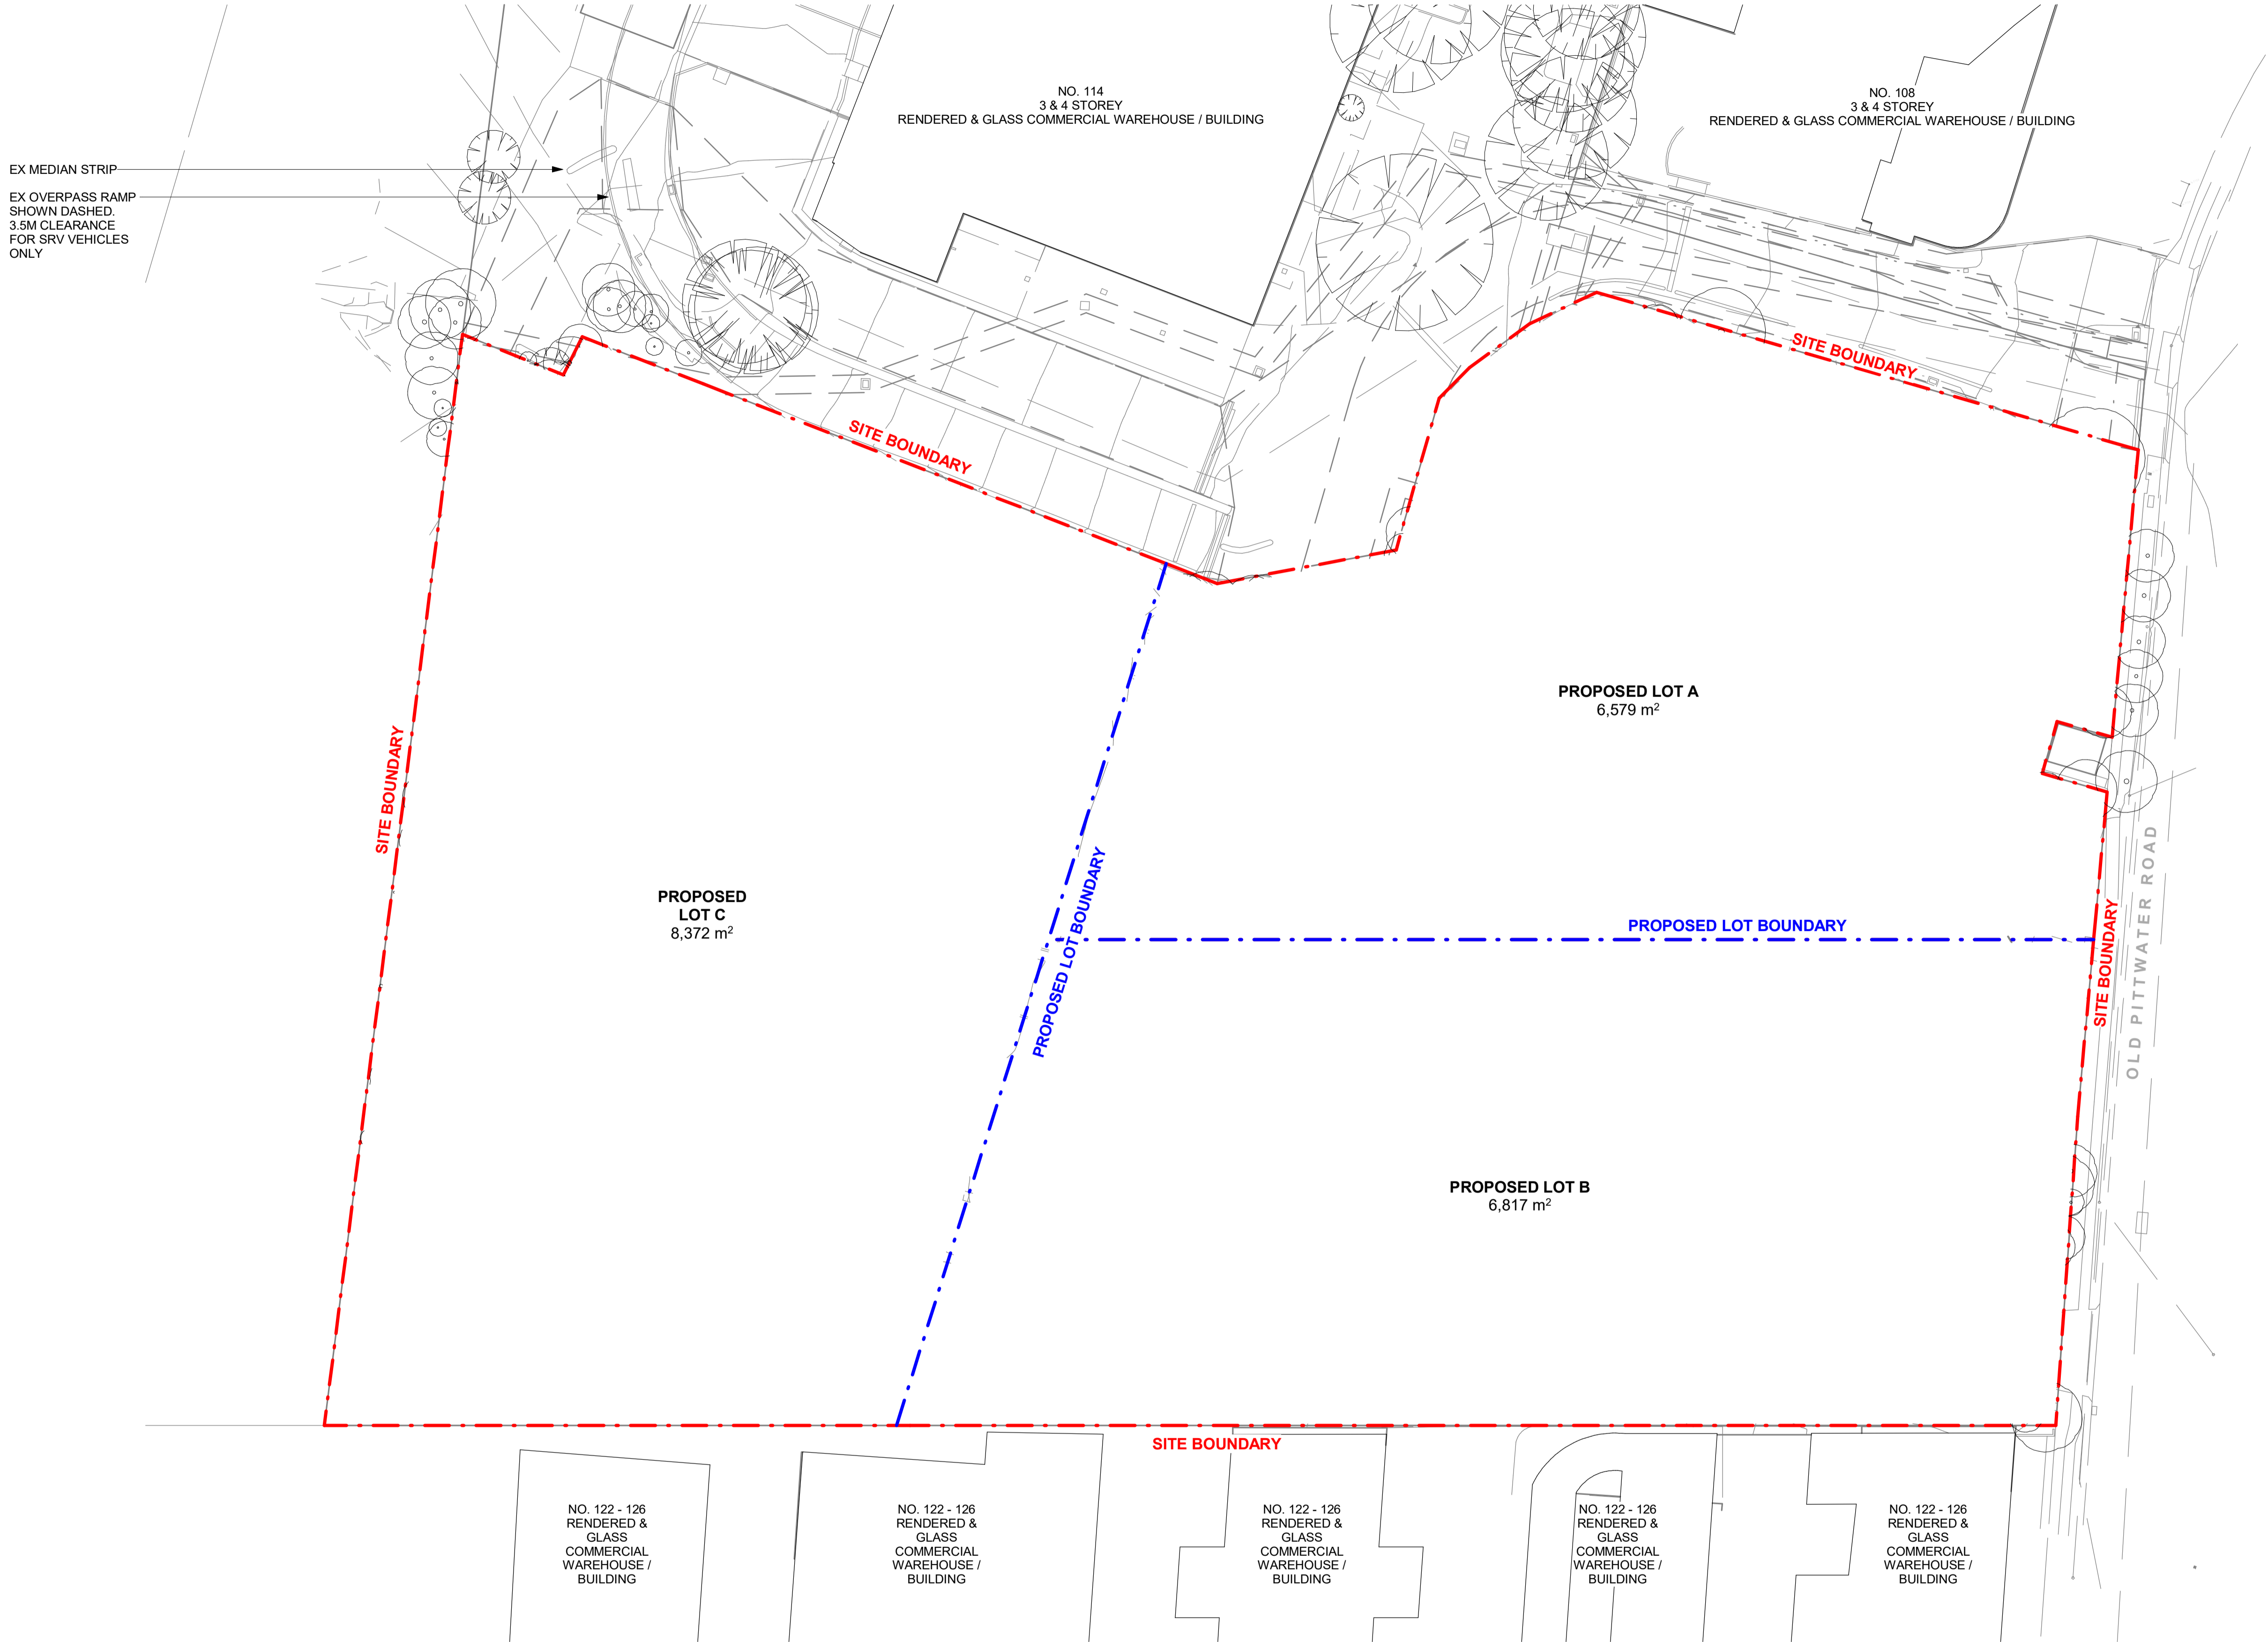 NO. 114
3 & 4 STOREY
RENDERED & GLASS COMMERCIAL WAREHOUSE / BUILDING
NO. 108
3 & 4 STOREY
RENDERED & GLASS COMMERCIAL WAREHOUSE / BUILDING
EX MEDIAN STRIP
EX OVERPASS RAMP
SHOWN DASHED.
3.5M CLEARANCE
FOR SRV VEHICLES
ONLY
SITE BOUNDARY
SITE BOUNDARY
PROPOSED LOT A
6,579 m²
SITE BOUNDARY
PROPOSED
LOT C
8,372 m²
PROPOSED LOT BOUNDARY
PROPOSED LOT BOUNDARY
SITE BOUNDARY
OLD PITTWATER ROAD
PROPOSED LOT B
6,817 m²
SITE BOUNDARY
NO. 122 - 126
RENDERED &
GLASS
COMMERCIAL
WAREHOUSE /
BUILDING
NO. 122 - 126
RENDERED &
GLASS
COMMERCIAL
WAREHOUSE /
BUILDING
NO. 122 - 126
RENDERED &
GLASS
COMMERCIAL
WAREHOUSE /
BUILDING
NO. 122 - 126
RENDERED &
GLASS
COMMERCIAL
WAREHOUSE /
BUILDING
NO. 122 - 126
RENDERED &
GLASS
COMMERCIAL
WAREHOUSE /
BUILDING